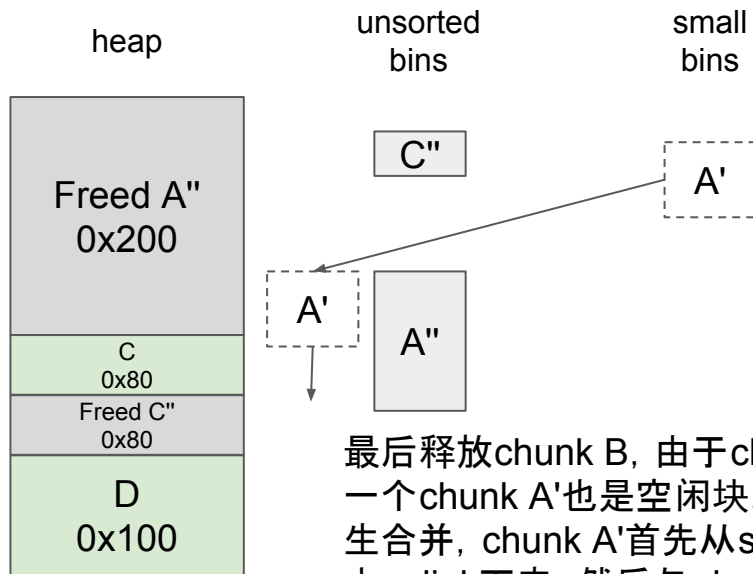 heap
unsorted
bins
small
bins
Freed A"
0x200
C
0x80
Freed C"
0x80
D
0x100
C"
A'
A'
A"
最后释放chunk B, 由于
一个chunk A'也是空闲块
生合并, chunk A'首先从